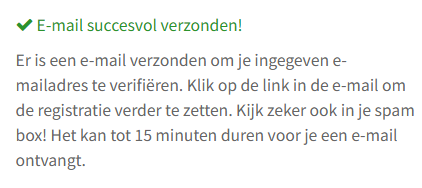 E-mail succesvol verzonden!
Er is een e-mail verzonden om je ingegeven e-
mailadres te verifiëren. Klik op de link in de e-mail om
de registratie verder te zetten. Kijk zeker ook in je spam
box! Het kan tot 15 minuten duren voor je een e-mail
ontvangt.